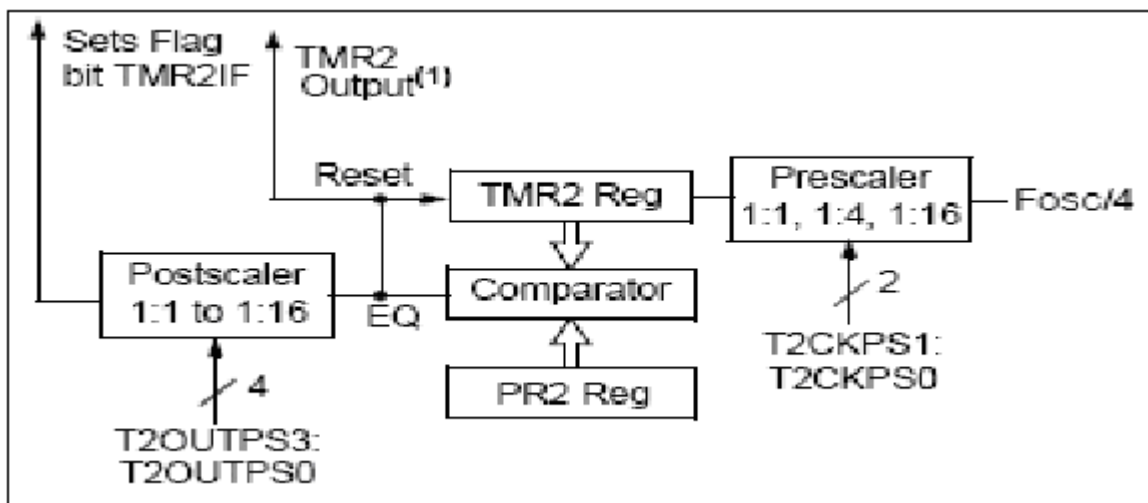 Sets Flag
bit TMR2IF
TMR2
Output(1)
Reset
TMR2 Reg
Prescaler
1:1, 1:4, 1:16
Fosc/4
2
T2CKPS1:
T2CKPS0
Postscaler
1:1 to 1:16
EQ
Comparator
4
PR2 Reg
T2OUTPS3:
T2OUTPS0